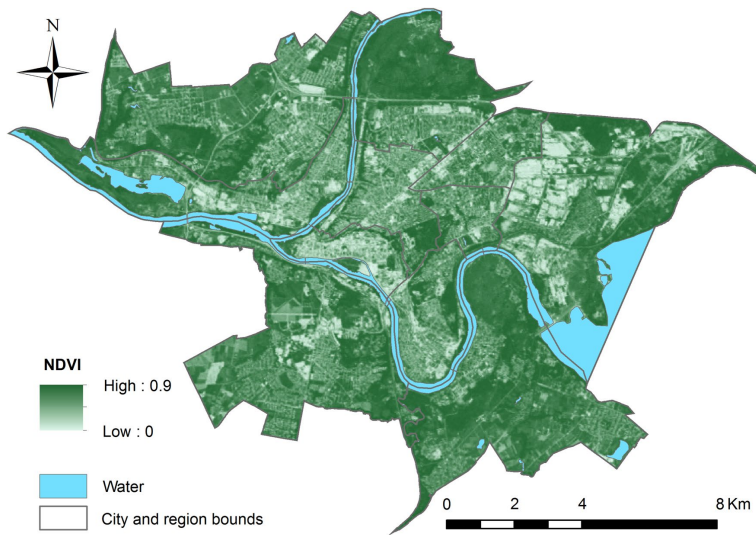 N
NDVI
High : 0.9
Low : 0
Water
City and region bounds
0 2 4 8 Km